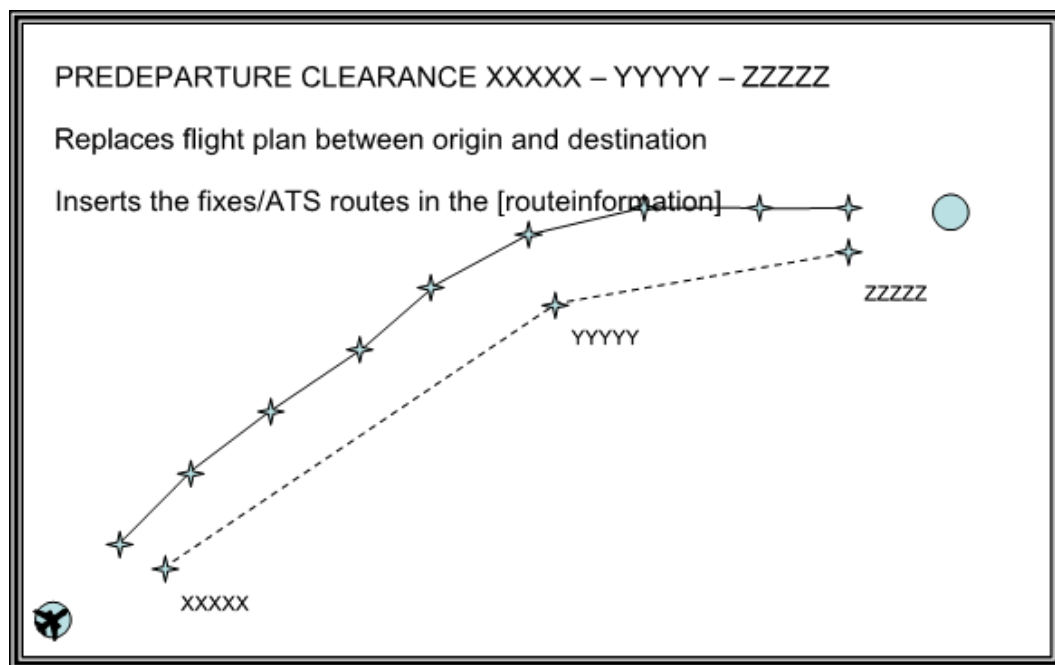 PREDEPARTURE CLEARANCE XXXXX – YYYYY – ZZZZZ
Replaces flight plan between origin and destination
Inserts the fixes/ATS routes in the [routeinformation]
ZZZZZ
YYYYY
XXXXX